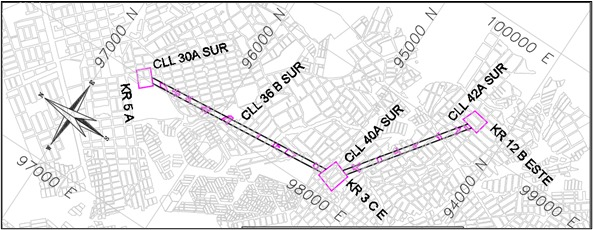 97000 N
96000 N
95000 N
100000 E
CLL 30A SUR
KR 5 A
CLL 36 B SUR
CLL 40A SUR
CLL 42A SUR
KR 12 B ESTE
KR 3 C E
97000 E
98000 E
94000 N
99000 E